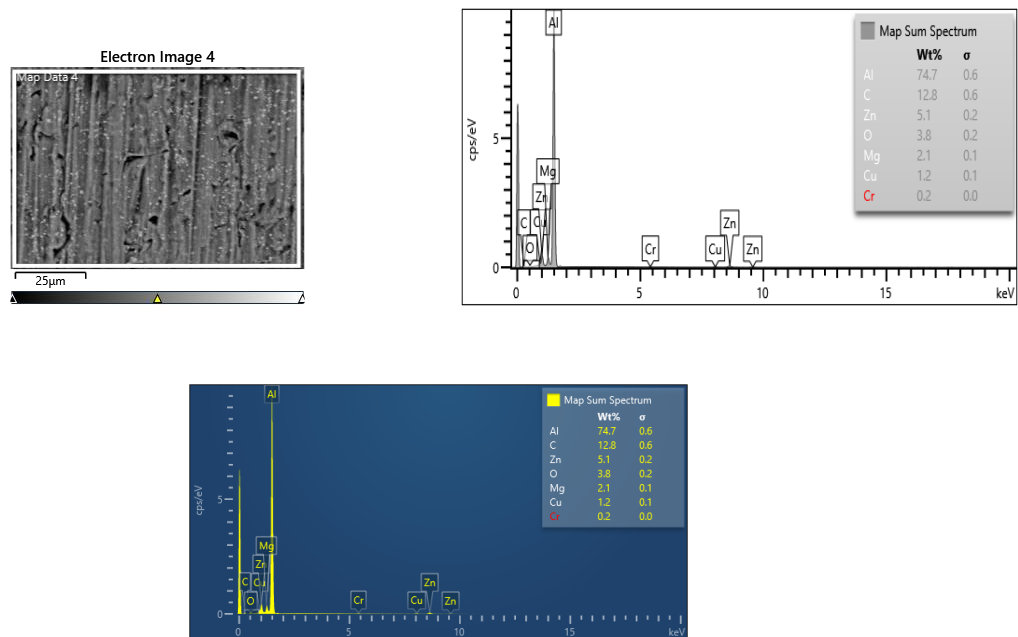 Electron Image 4
Map Data 4
25µm
Al
Map Sum Spectrum
Wt% σ
Al 74.7 0.6
C 12.8 0.6
Zn 5.1 0.2
O 3.8 0.2
Mg 2.1 0.1
Cu 1.2 0.1
Cr 0.2 0.0
cps/eV
5
Mg
Zn
C Cu Zn
O Cr Cu Zn
0
0 5 10 15 keV
Al
Map Sum Spectrum
Wt% σ
Al 74.7 0.6
C 12.8 0.6
Zn 5.1 0.2
O 3.8 0.2
Mg 2.1 0.1
Cu 1.2 0.1
Cr 0.2 0.0
cps/eV
5
Mg
Zn
C Cu Zn
O Cr Cu Zn
0
0 5 10 15 keV